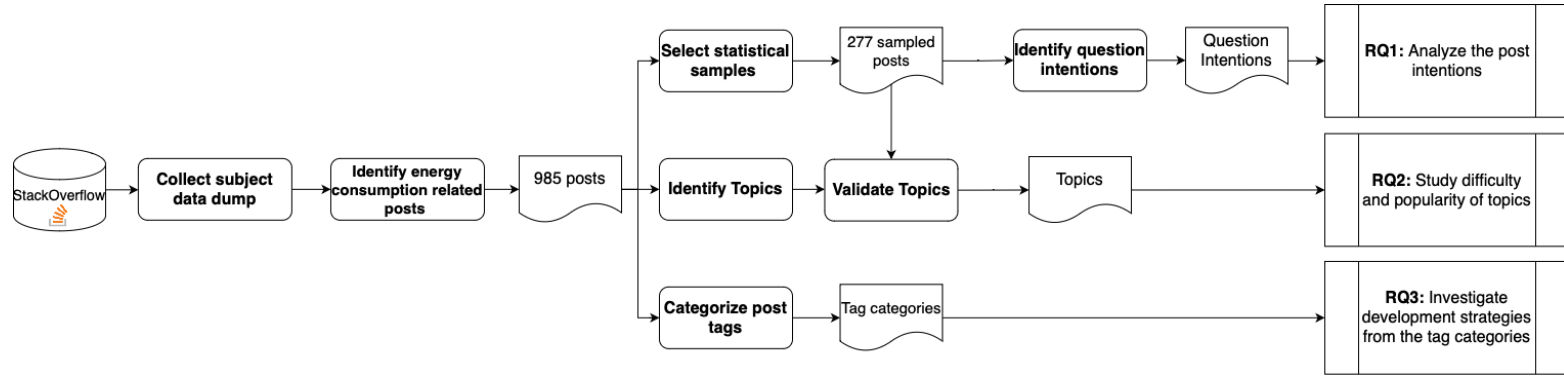 StackOverflow
Collect subject
data dump
Identify energy
consumption related
posts
985 posts
Select statistical
samples
277 sampled
posts
Identify question
intentions
Question
Intentions
RQ1: Analyze the post
intentions
Identify Topics
Validate Topics
Topics
RQ2: Study difficulty
and popularity of topics
Categorize post
tags
Tag categories
RQ3: Investigate
development strategies
from the tag categories